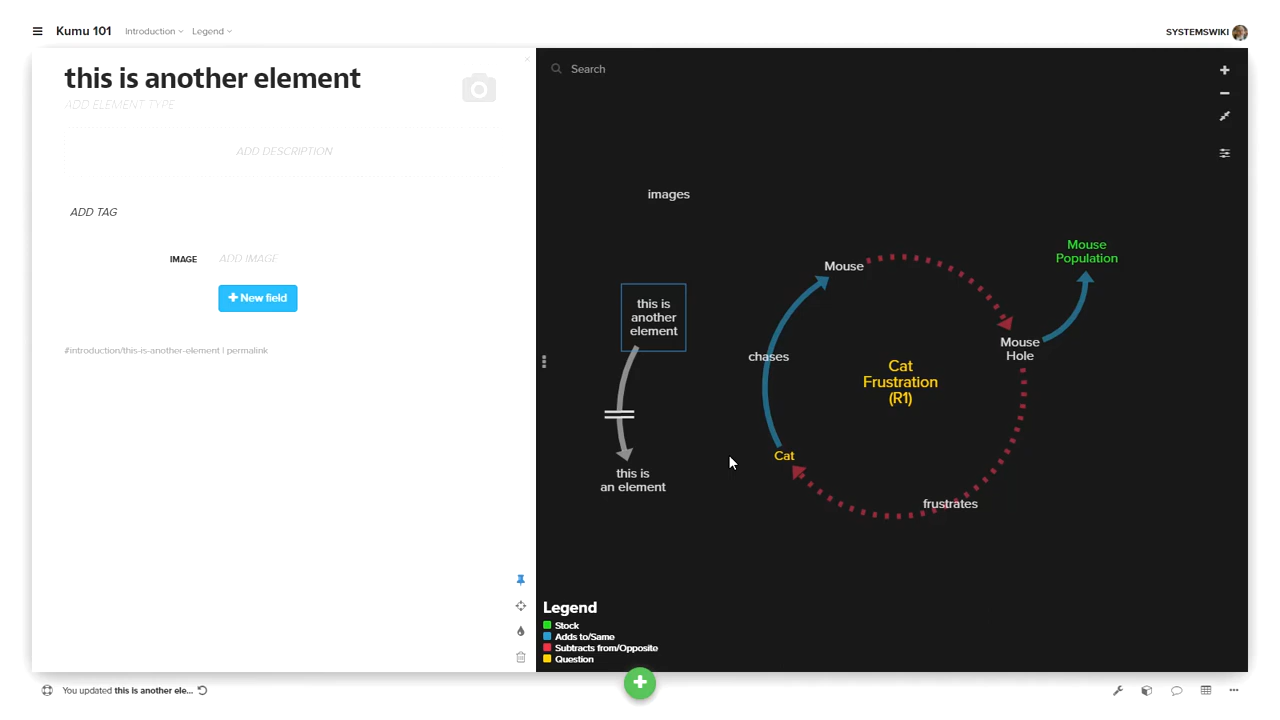 Kumu 101 Introduction Legend SYSTEMSWIKI
this is another element
ADD ELEMENT TYPE
ADD DESCRIPTION
ADD TAG
IMAGE ADD IMAGE
+ New field
#introduction/this-is-another-element | permalink
Search
images
this is
another
element
this is
an element
Mouse
chases
Cat
Cat
Frustration
(R1)
Mouse
Population
Mouse
Hole
frustrates
Legend
Stock
Adds to/Same
Subtracts from/Opposite
Question
You updated this is another ele...